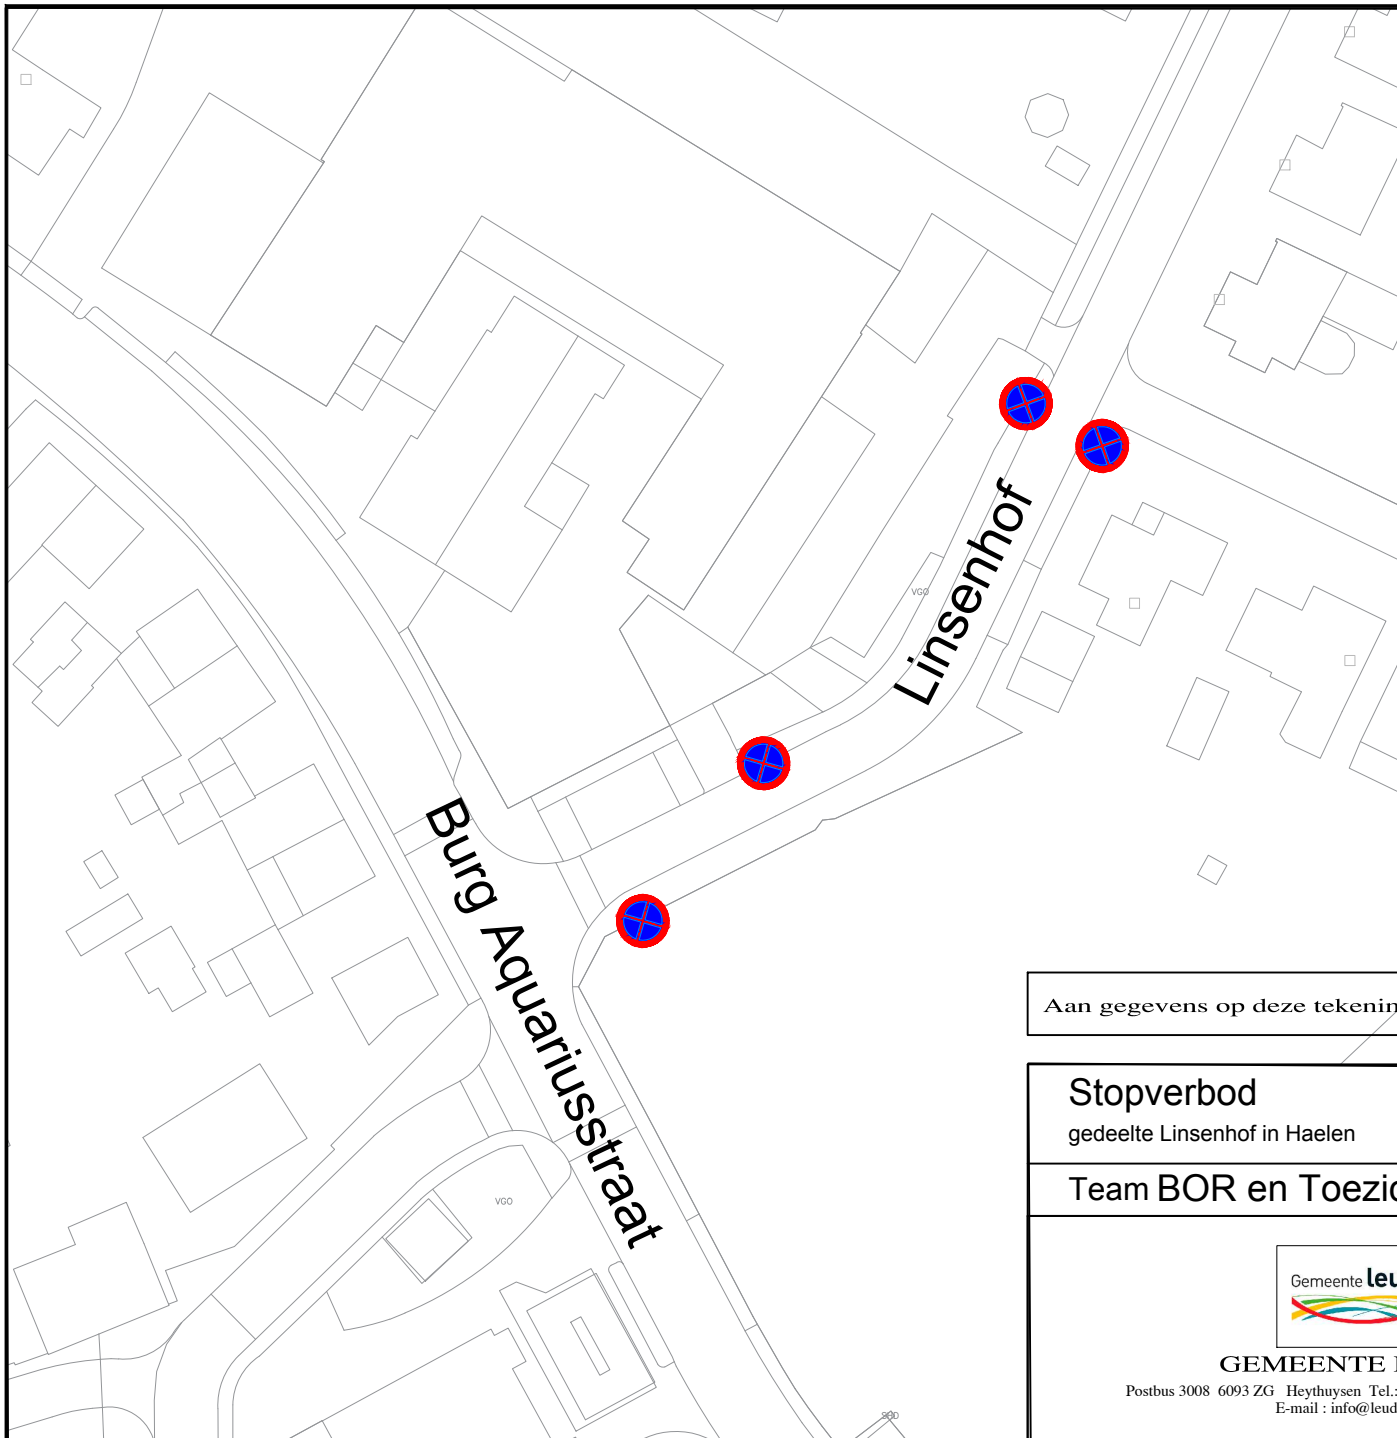 Linsenhof
VGO
Burg Aquariusstraat
VGO
Aan gegevens op deze tekenin
Stopverbod
gedeelte Linsenhof in Haelen
Team BOR en Toezic
Gemeente leu
GEMEENTE
Postbus 3008 6093 ZG Heythuysen Tel.:
E-mail : info@leud